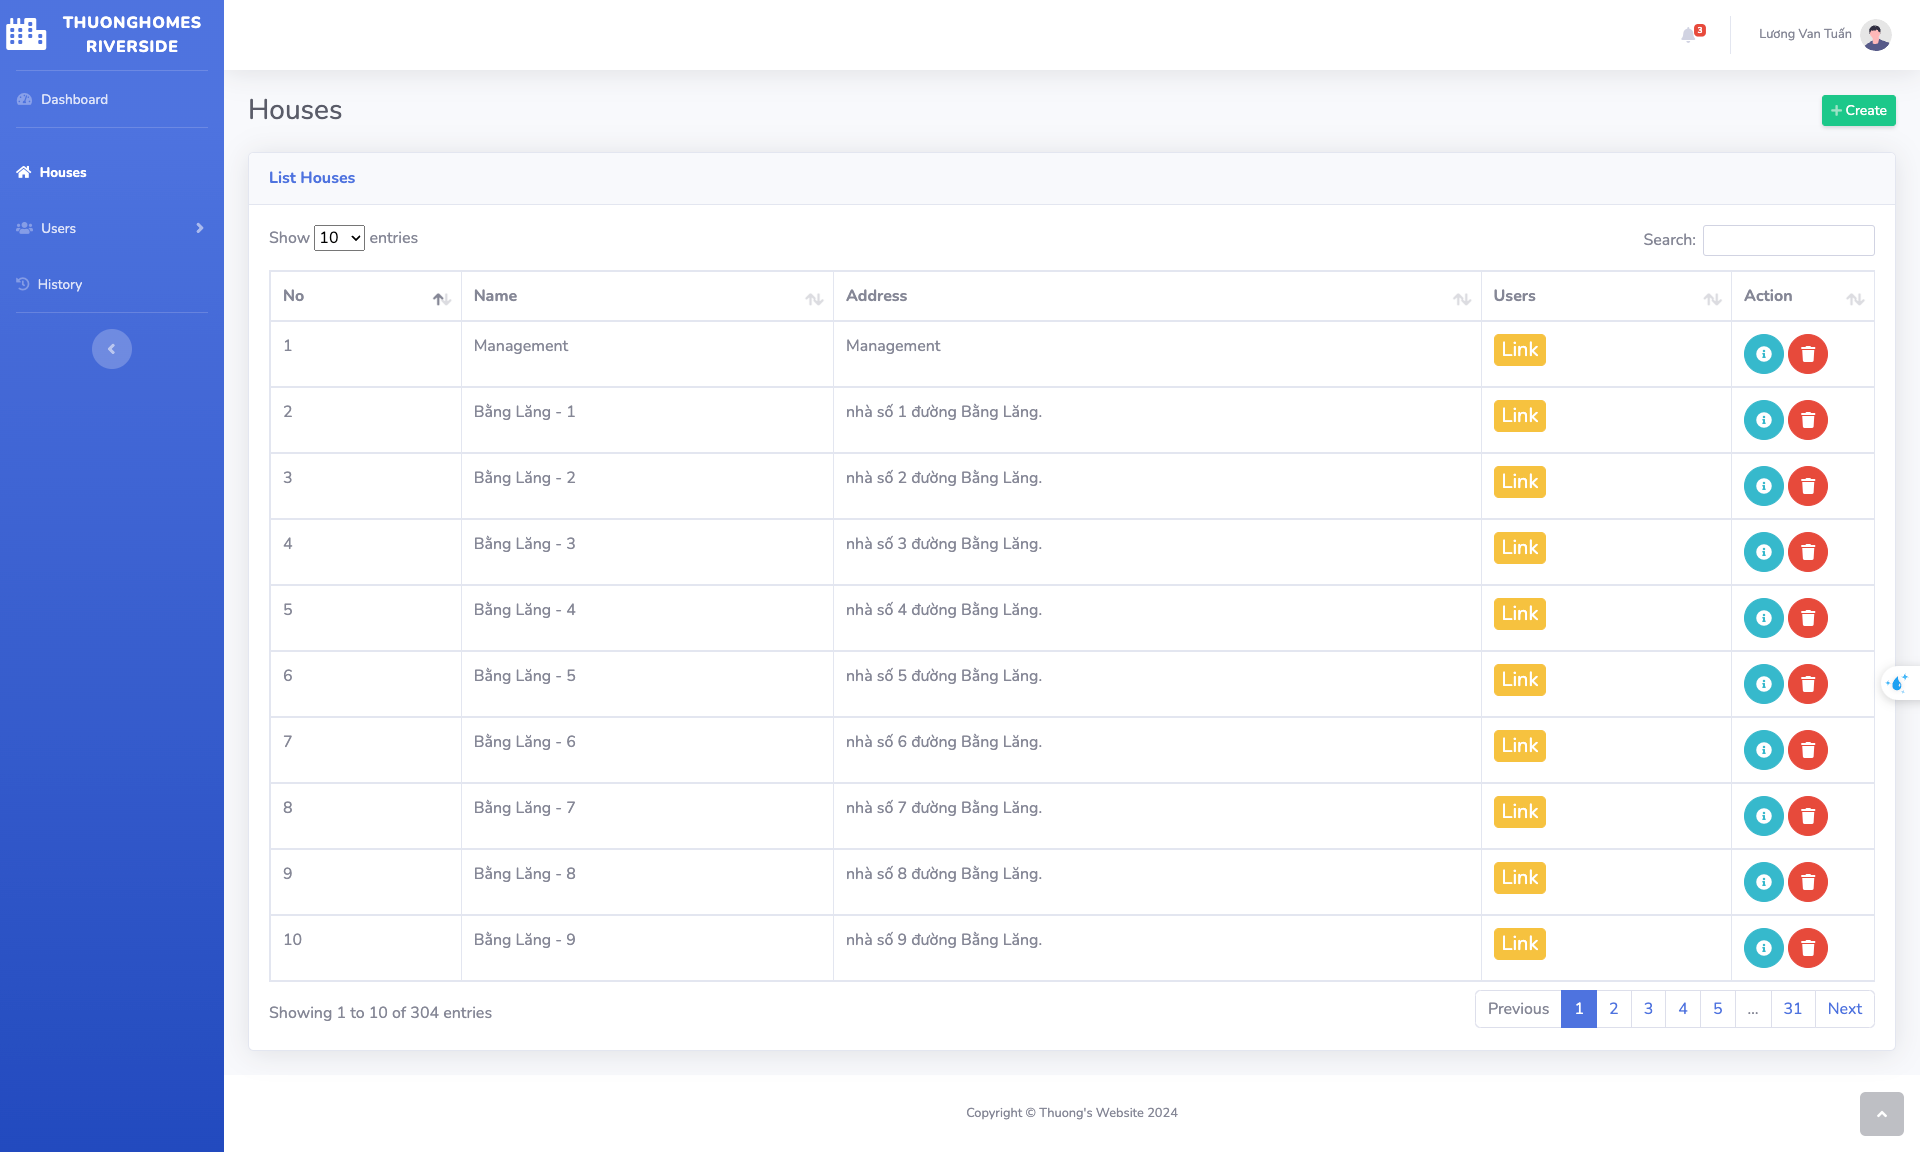 THUONGHOMES
RIVERSIDE
3
Lương Van Tuấn
Dashboard
Houses
Users
History
Houses
+ Create
List Houses
Show 10 entries
Search:
No Name Address Users Action
1 Management Management Link
2 Bằng Lăng - 1 nhà số 1 đường Bằng Lăng. Link
3 Bằng Lăng - 2 nhà số 2 đường Bằng Lăng. Link
4 Bằng Lăng - 3 nhà số 3 đường Bằng Lăng. Link
5 Bằng Lăng - 4 nhà số 4 đường Bằng Lăng. Link
6 Bằng Lăng - 5 nhà số 5 đường Bằng Lăng. Link
7 Bằng Lăng - 6 nhà số 6 đường Bằng Lăng. Link
8 Bằng Lăng - 7 nhà số 7 đường Bằng Lăng. Link
9 Bằng Lăng - 8 nhà số 8 đường Bằng Lăng. Link
10 Bằng Lăng - 9 nhà số 9 đường Bằng Lăng. Link
Showing 1 to 10 of 304 entries
Previous 1 2 3 4 5 … 31 Next
Copyright © Thuong's Website 2024